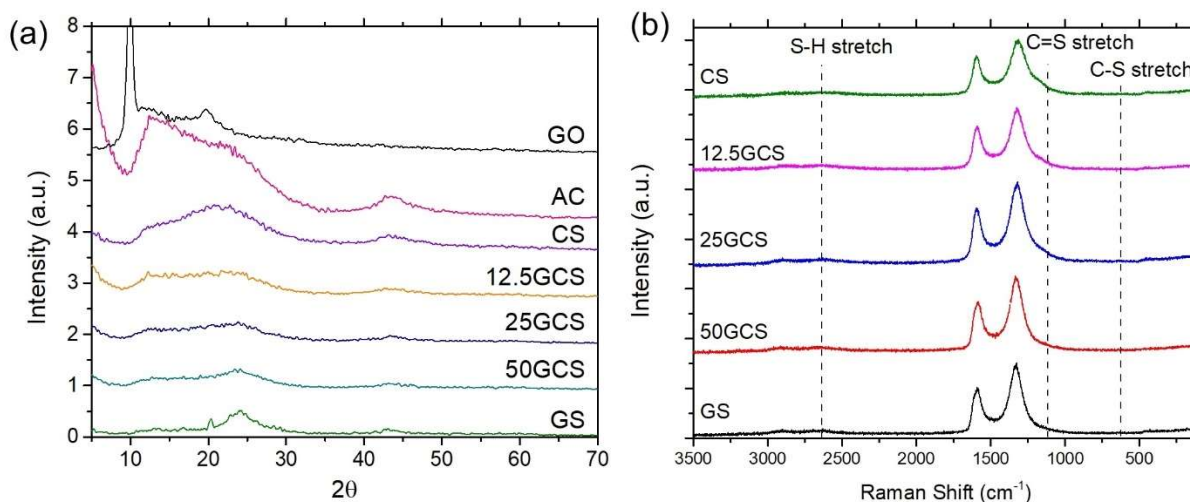 (a)
8
7
6
5
4
3
2
1
0
Intensity (a.u.)
GO
AC
CS
12.5GCS
25GCS
50GCS
GS
10 20 30 40 50 60 70
2θ
(b)
Intensity (a.u.)
S-H stretch
C=S stretch
C-S stretch
CS
12.5GCS
25GCS
50GCS
GS
3500 3000 2500 2000 1500 1000 500
Raman Shift (cm⁻¹)